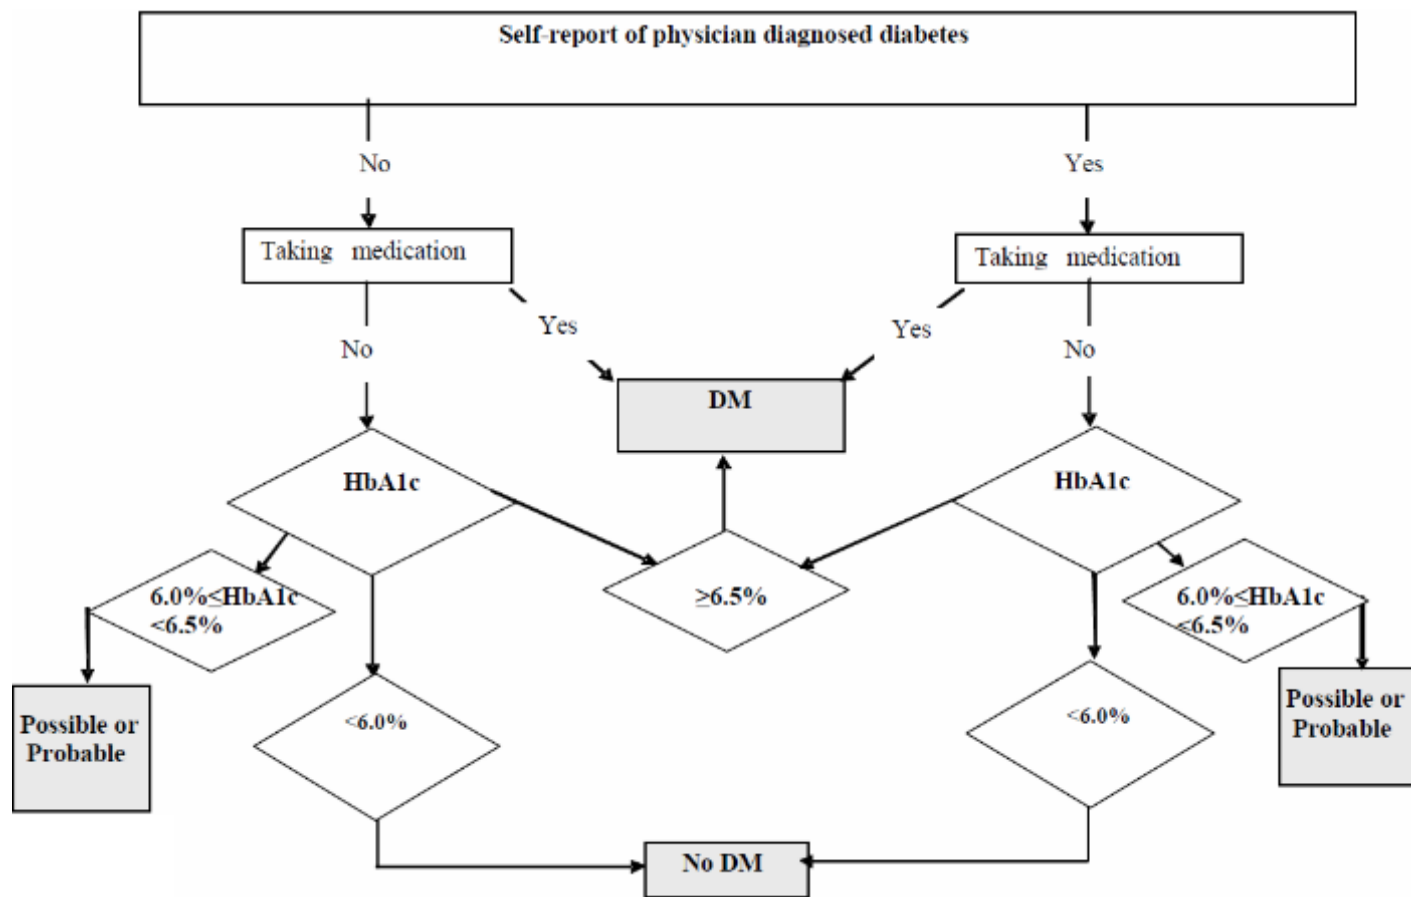 Self-report of physician diagnosed diabetes
No
Yes
Taking medication
Taking medication
Yes
Yes
No
No
DM
HbA1c
HbA1c
6.0%≤HbA1c
<6.5%
≥6.5%
6.0%≤HbA1c
<6.5%
Possible or
Probable
<6.0%
<6.0%
Possible or
Probable
No DM